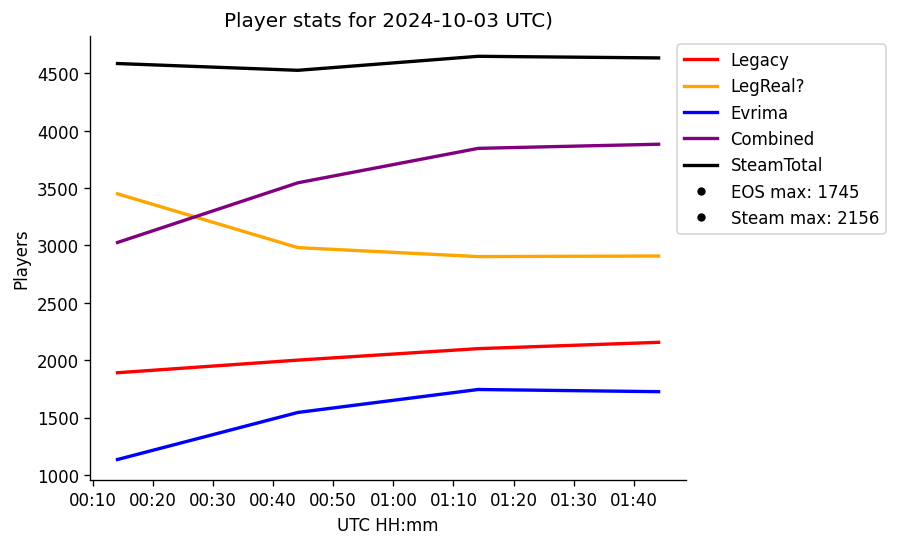 Player stats for 2024-10-03 UTC)
Legacy
LegReal?
Evrima
Combined
SteamTotal
EOS max: 1745
Steam max: 2156
Players
4500
4000
3500
3000
2500
2000
1500
1000
00:10 00:20 00:30 00:40 00:50 01:00 01:10 01:20 01:30 01:40
UTC HH:mm